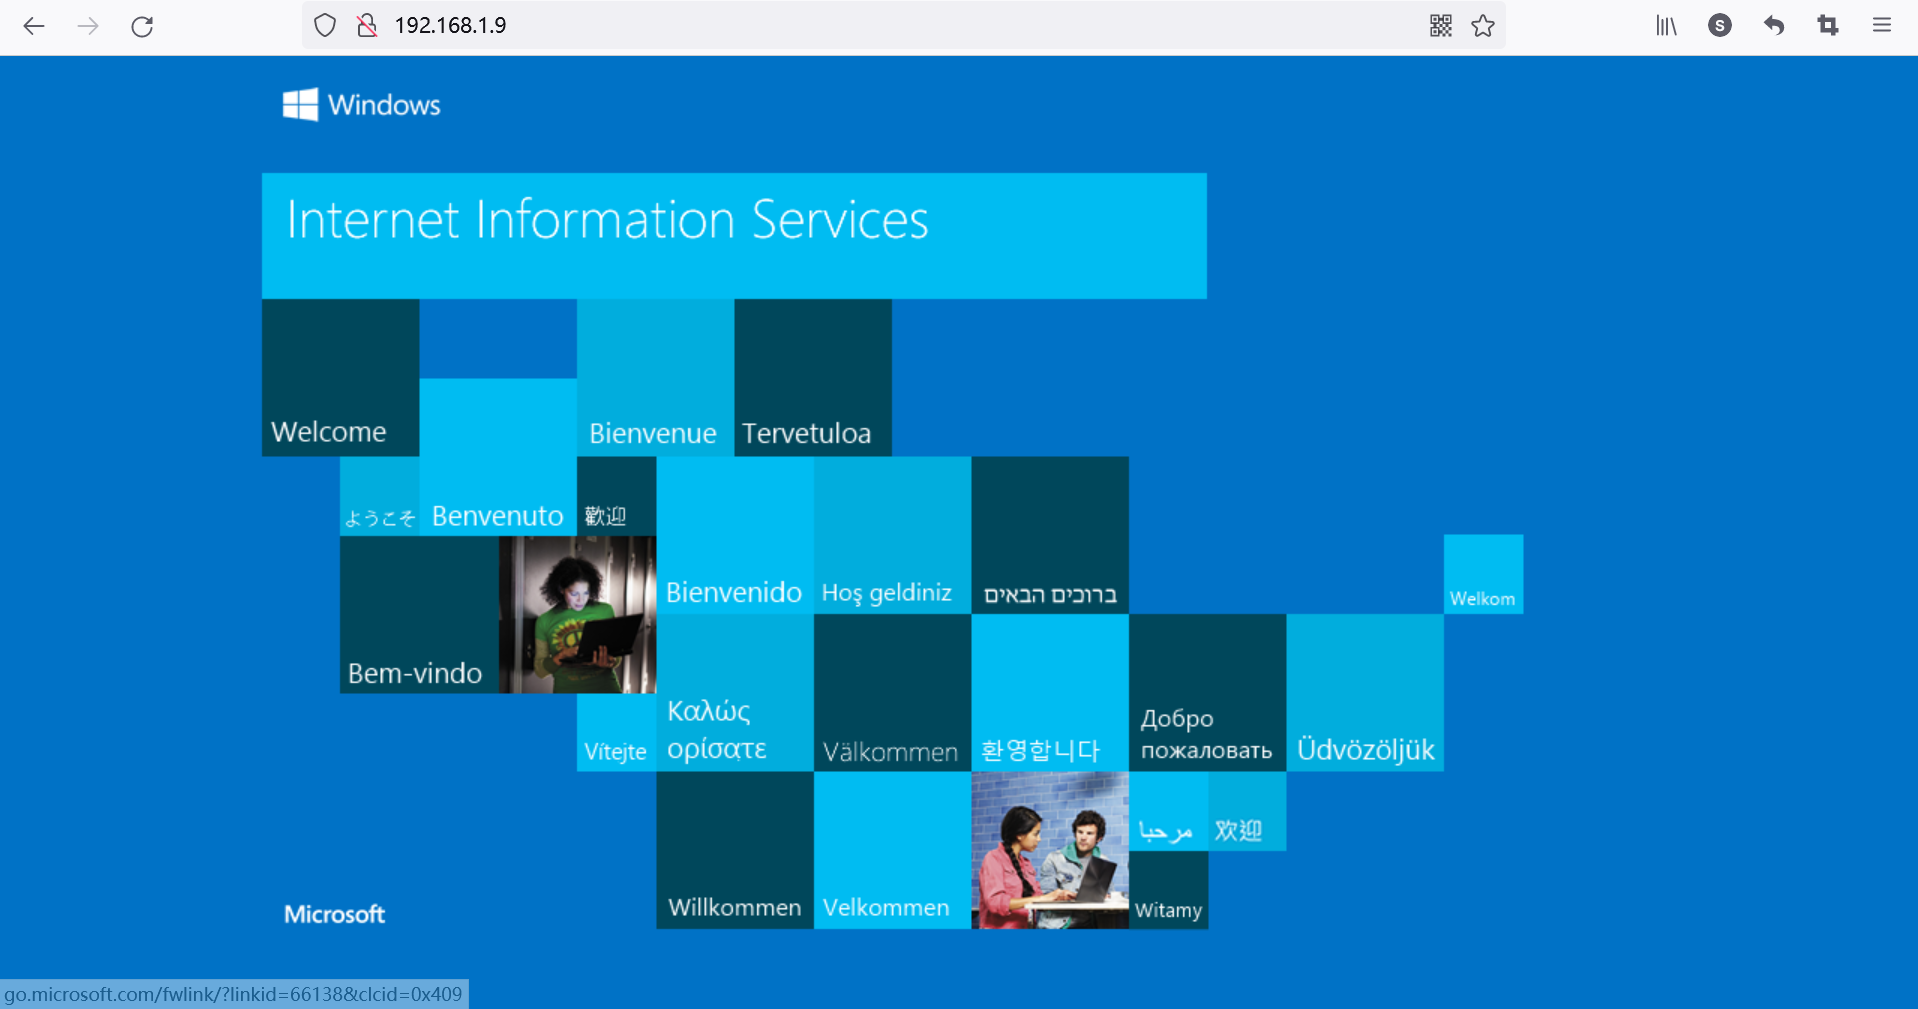 192.168.1.9
S
Windows
Internet Information Services
Welcome
Bienvenue
Tervetuloa
ようこそ
Benvenuto
歡迎
Bienvenido
Hoş geldiniz
ברוכים הבאים
Welkom
Bem-vindo
Vítejte
Καλώς
ορίσατε
Välkommen
환영합니다
Добро
пожаловать
Üdvözöljük
مرحبا
欢迎
Willkommen
Velkommen
Witamy
Microsoft
go.microsoft.com/fwlink/?linkid=66138&clcid=0x409